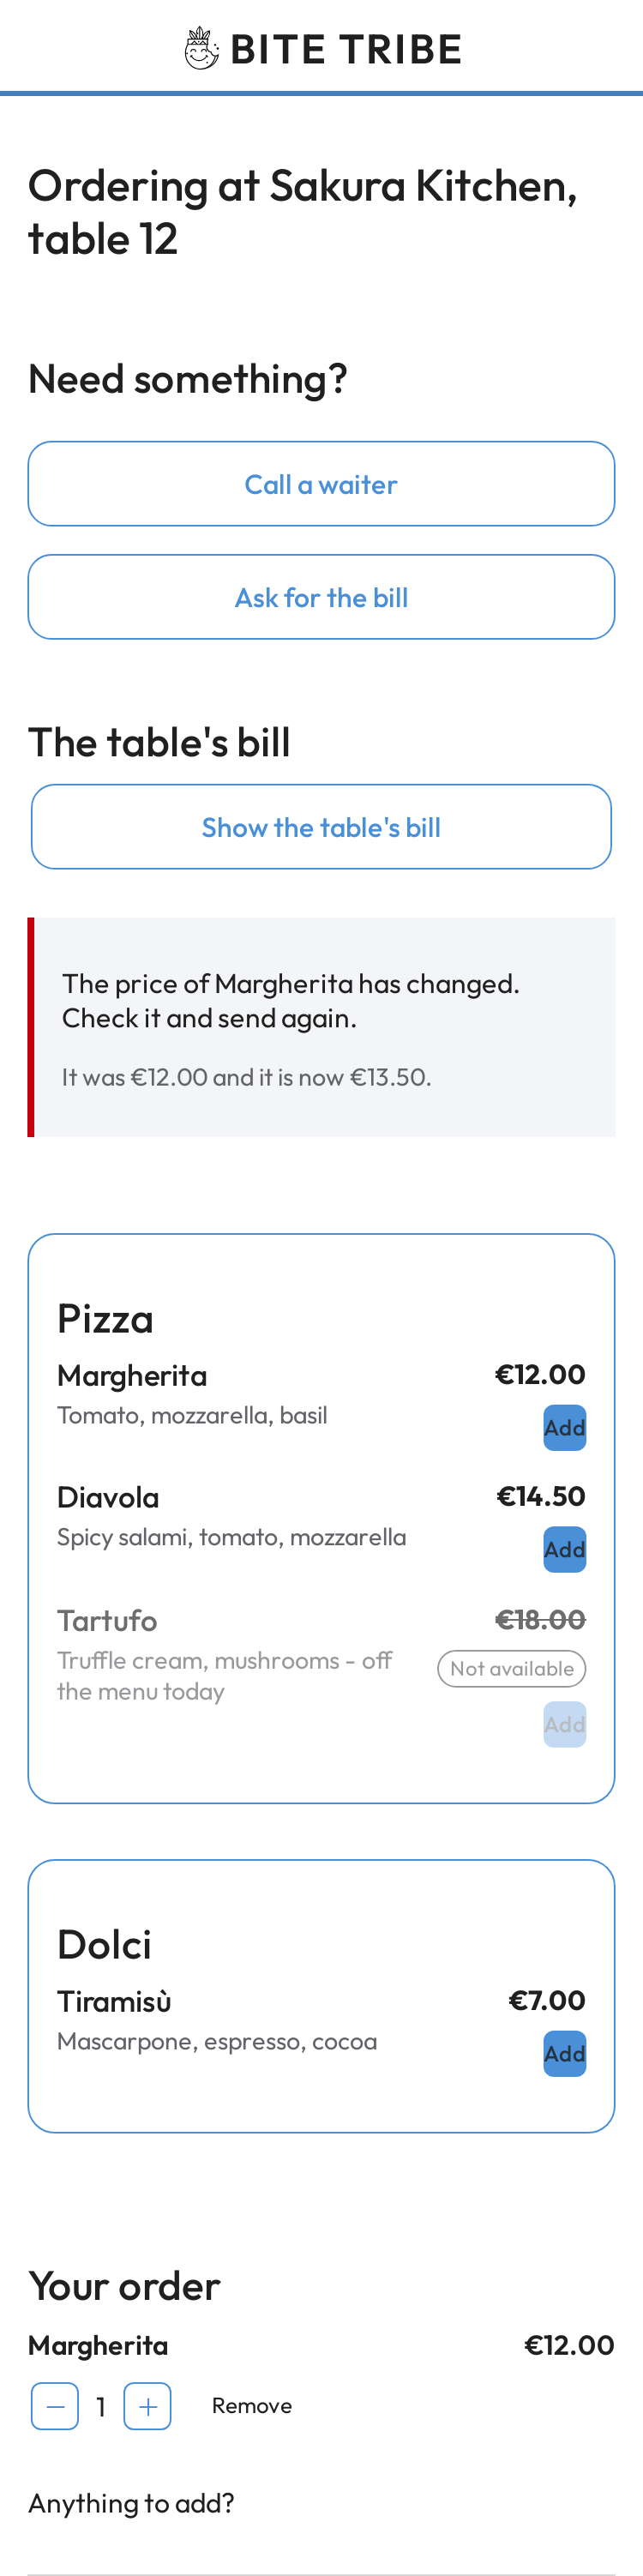 BITE TRIBE
Ordering at Sakura Kitchen,
table 12
Need something?
Call a waiter
Ask for the bill
The table's bill
Show the table's bill
The price of Margherita has changed.
Check it and send again.
It was €12.00 and it is now €13.50.
Pizza
Margherita €12.00
Tomato, mozzarella, basil
Add
Diavola €14.50
Spicy salami, tomato, mozzarella
Add
Tartufo €18.00
Truffle cream, mushrooms - off
the menu today
Not available
Add
Dolci
Tiramisù €7.00
Mascarpone, espresso, cocoa
Add
Your order
Margherita €12.00
− 1 + Remove
Anything to add?